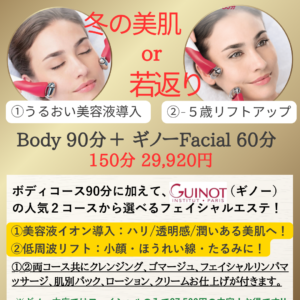 冬の美肌
or
若返り
①うるおい美容液導入
②-５歳リフトアップ
Body 90分＋ ギノーFacial 60分
150分 29,920円
ボディコース90分に加えて、GUINOT（ギノー）
INSTITUT • PARIS
の人気２コースから選べるフェイシャルエステ！
①美容液イオン導入：ハリ/透明感/潤いある美肌へ！
②低周波リフト：小顔・ほうれい線・たるみに！
①②両コース共にクレンジング、ゴマージュ、フェイシャルリンパマ
ッサージ、肌別パック、ローション、クリームお仕上げが付きます。